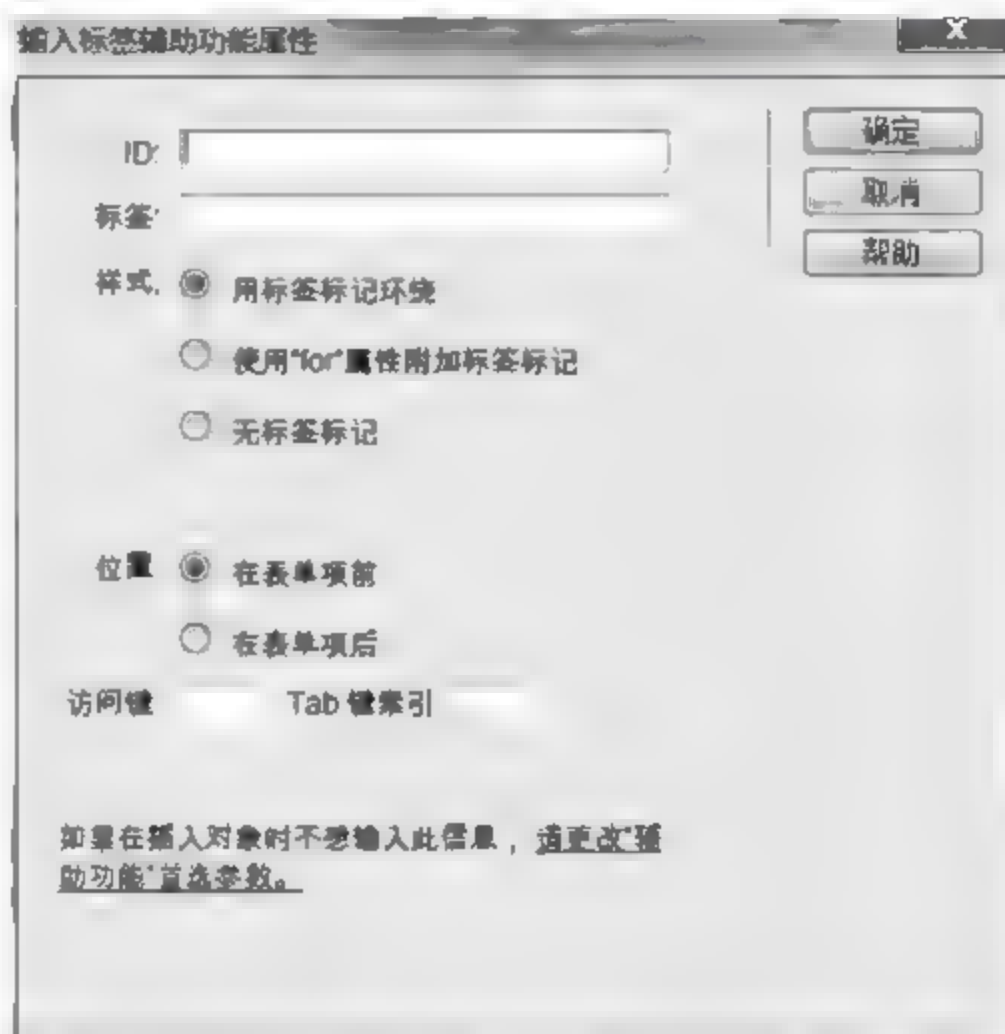 输入标签辅助功能属性
X
ID:
确定
取消
标签:
帮助
样式:
用标签标记环绕
使用"for"属性附加标签标记
无标签标记
位置
在表单项前
在表单项后
访问键 Tab 键索引
如果在插入对象时不想输入此信息，请更改"辅
助功能"首选参数。